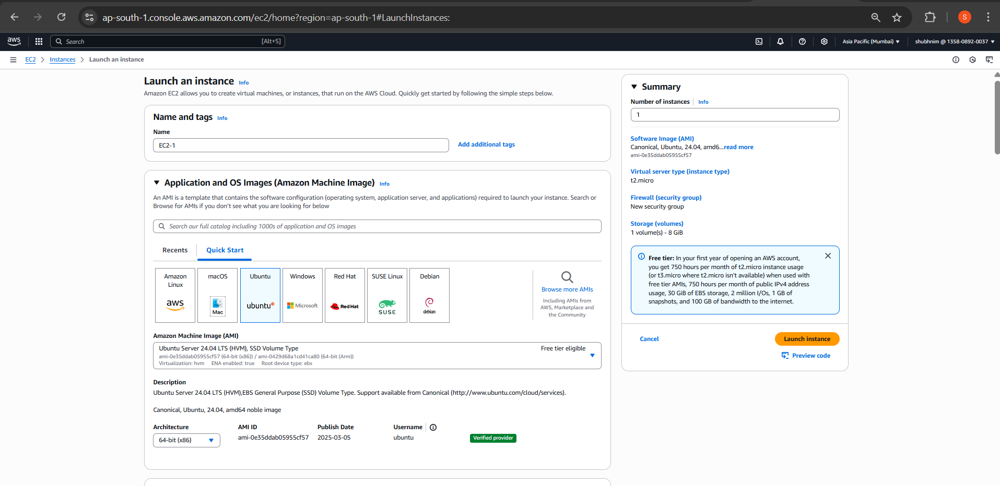 ap-south-1.console.aws.amazon.com/ec2/home?region=ap-south-1#LaunchInstances:
S
aws
Search
[Alt+S]
Asia Pacific (Mumbai)
shubhnim @ 1358-0892-0037
EC2
Instances
Launch an instance
Launch an instance Info
Amazon EC2 allows you to create virtual machines, or instances, that run on the AWS Cloud. Quickly get started by following the simple steps below.
Name and tags Info
Name
EC2-1
Add additional tags
Application and OS Images (Amazon Machine Image) Info
An AMI is a template that contains the software configuration (operating system, application server, and applications) required to launch your instance. Search or
Browse for AMIs if you don't see what you are looking for below
Search our full catalog including 1000s of application and OS images
Recents
Quick Start
Amazon
Linux
aws
macOS
Mac
Ubuntu
ubuntu
Windows
Microsoft
Red Hat
Red Hat
SUSE Linux
SUSE
Debian
debian
Browse more AMIs
Including AMIs from
AWS, Marketplace and
the Community
Amazon Machine Image (AMI)
Ubuntu Server 24.04 LTS (HVM), SSD Volume Type
Free tier eligible
ami-0e35ddab05955cf57 (64-bit (x86)) / ami-0429d68a1cd41ca80 (64-bit (Arm))
Virtualization: hvm ENA enabled: true Root device type: ebs
Description
Ubuntu Server 24.04 LTS (HVM),EBS General Purpose (SSD) Volume Type. Support available from Canonical (http://www.ubuntu.com/cloud/services).
Canonical, Ubuntu, 24.04, amd64 noble image
Architecture
64-bit (x86)
AMI ID
ami-0e35ddab05955cf57
Publish Date
2025-03-05
Username
ubuntu
Verified provider
Summary
Number of instances Info
1
Software Image (AMI)
Canonical, Ubuntu, 24.04, amd6...read more
ami-0e35ddab05955cf57
Virtual server type (instance type)
t2.micro
Firewall (security group)
New security group
Storage (volumes)
1 volume(s) - 8 GiB
Free tier: In your first year of opening an AWS account,
you get 750 hours per month of t2.micro instance usage
(or t3.micro where t2.micro isn't available) when used with
free tier AMIs, 750 hours per month of public IPv4 address
usage, 30 GiB of EBS storage, 2 million I/Os, 1 GB of
snapshots, and 100 GB of bandwidth to the internet.
Cancel
Launch instance
Preview code